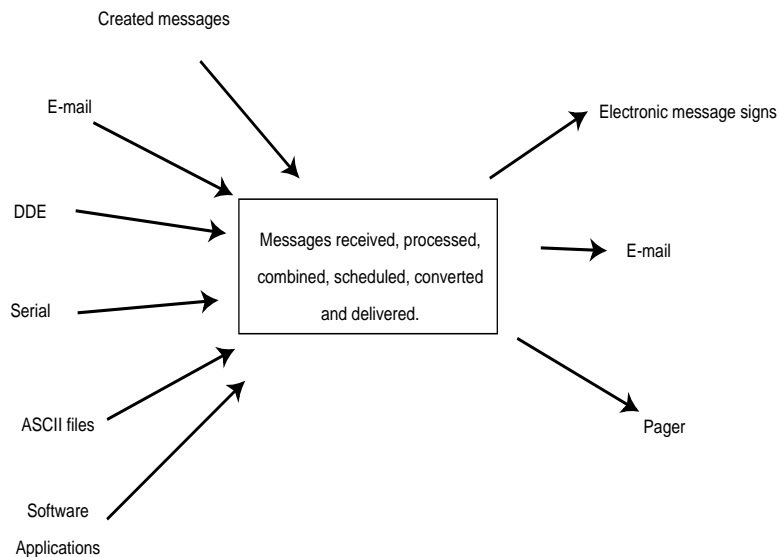 Created messages
E-mail
DDE
Serial
ASCII files
Software
Applications
Messages received, processed,
combined, scheduled, converted
and delivered.
Electronic message signs
E-mail
Pager